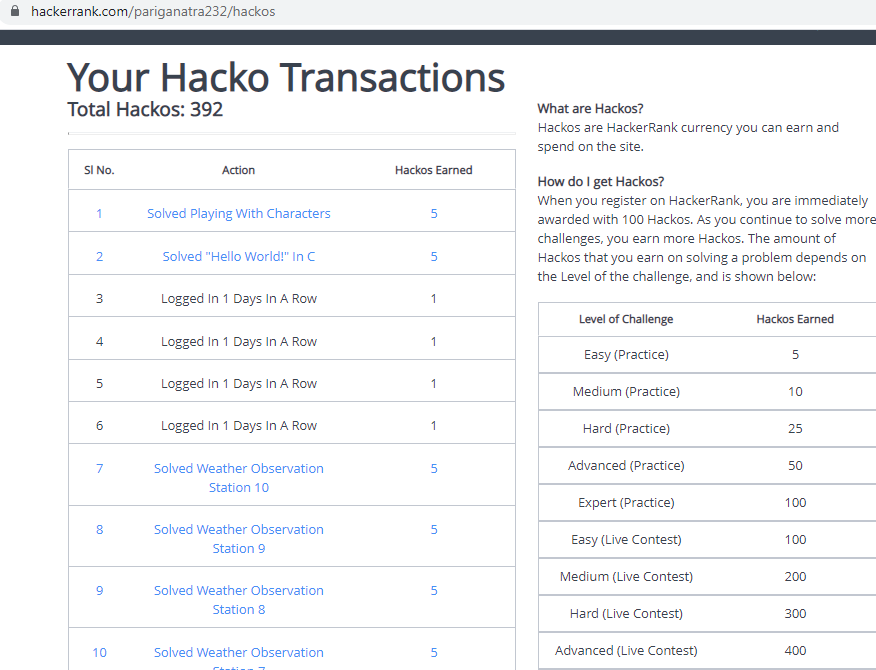 hackerrank.com/pariganatra232/hackos
Your Hacko Transactions
Total Hackos: 392
Sl No. Action Hackos Earned
1 Solved Playing With Characters 5
2 Solved "Hello World!" In C 5
3 Logged In 1 Days In A Row 1
4 Logged In 1 Days In A Row 1
5 Logged In 1 Days In A Row 1
6 Logged In 1 Days In A Row 1
7 Solved Weather Observation 5
Station 10
8 Solved Weather Observation 5
Station 9
9 Solved Weather Observation 5
Station 8
10 Solved Weather Observation 5
Station 7
What are Hackos?
Hackos are HackerRank currency you can earn and
spend on the site.
How do I get Hackos?
When you register on HackerRank, you are immediately
awarded with 100 Hackos. As you continue to solve more
challenges, you earn more Hackos. The amount of
Hackos that you earn on solving a problem depends on
the Level of the challenge, and is shown below:
Level of Challenge Hackos Earned
Easy (Practice) 5
Medium (Practice) 10
Hard (Practice) 25
Advanced (Practice) 50
Expert (Practice) 100
Easy (Live Contest) 100
Medium (Live Contest) 200
Hard (Live Contest) 300
Advanced (Live Contest) 400